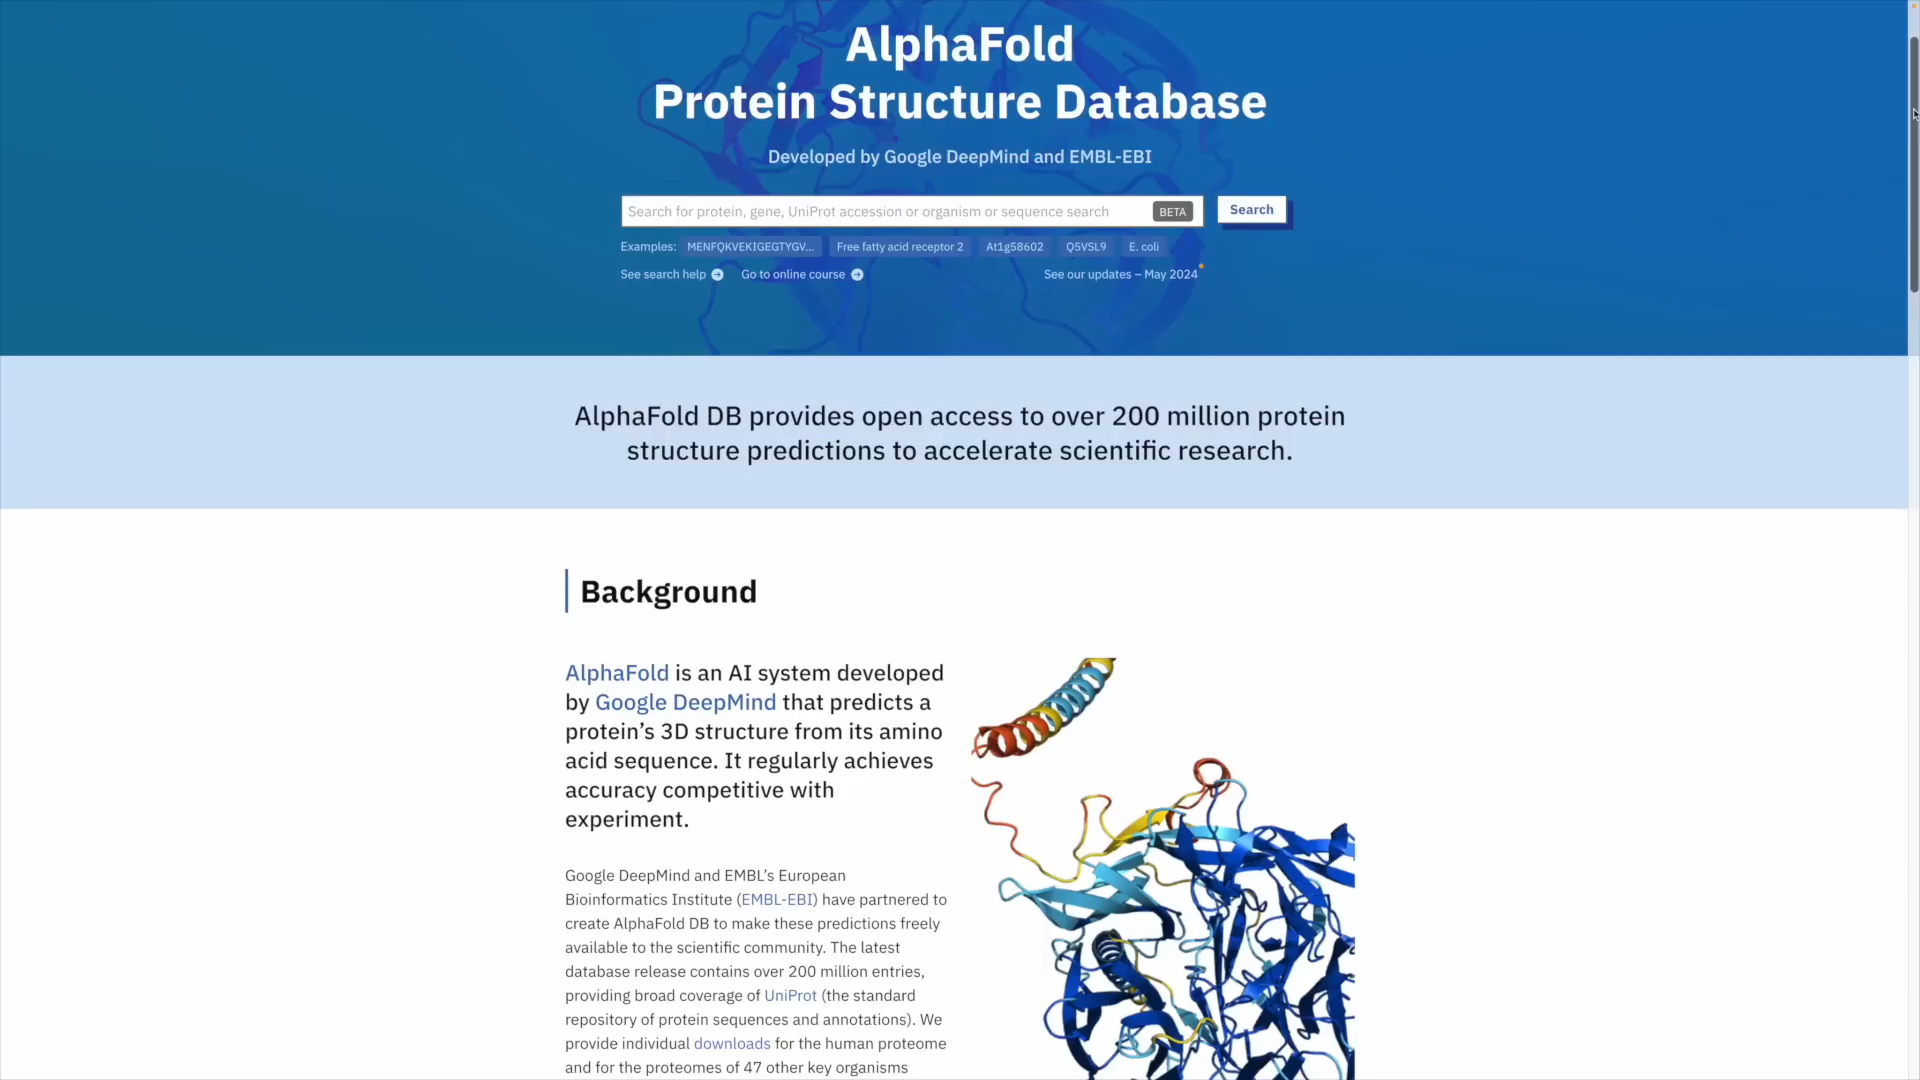 AlphaFold
Protein Structure Database
Developed by Google DeepMind and EMBL-EBI
Search for protein, gene, UniProt accession or organism or sequence search BETA Search
Examples: MENFQKVEKIGEGTYGV... Free fatty acid receptor 2 At1g58602 Q5VSL9 E. coli
See search help Go to online course See our updates – May 2024
AlphaFold DB provides open access to over 200 million protein
structure predictions to accelerate scientific research.
Background
AlphaFold is an AI system developed
by Google DeepMind that predicts a
protein’s 3D structure from its amino
acid sequence. It regularly achieves
accuracy competitive with
experiment.
Google DeepMind and EMBL’s European
Bioinformatics Institute (EMBL-EBI) have partnered to
create AlphaFold DB to make these predictions freely
available to the scientific community. The latest
database release contains over 200 million entries,
providing broad coverage of UniProt (the standard
repository of protein sequences and annotations). We
provide individual downloads for the human proteome
and for the proteomes of 47 other key organisms